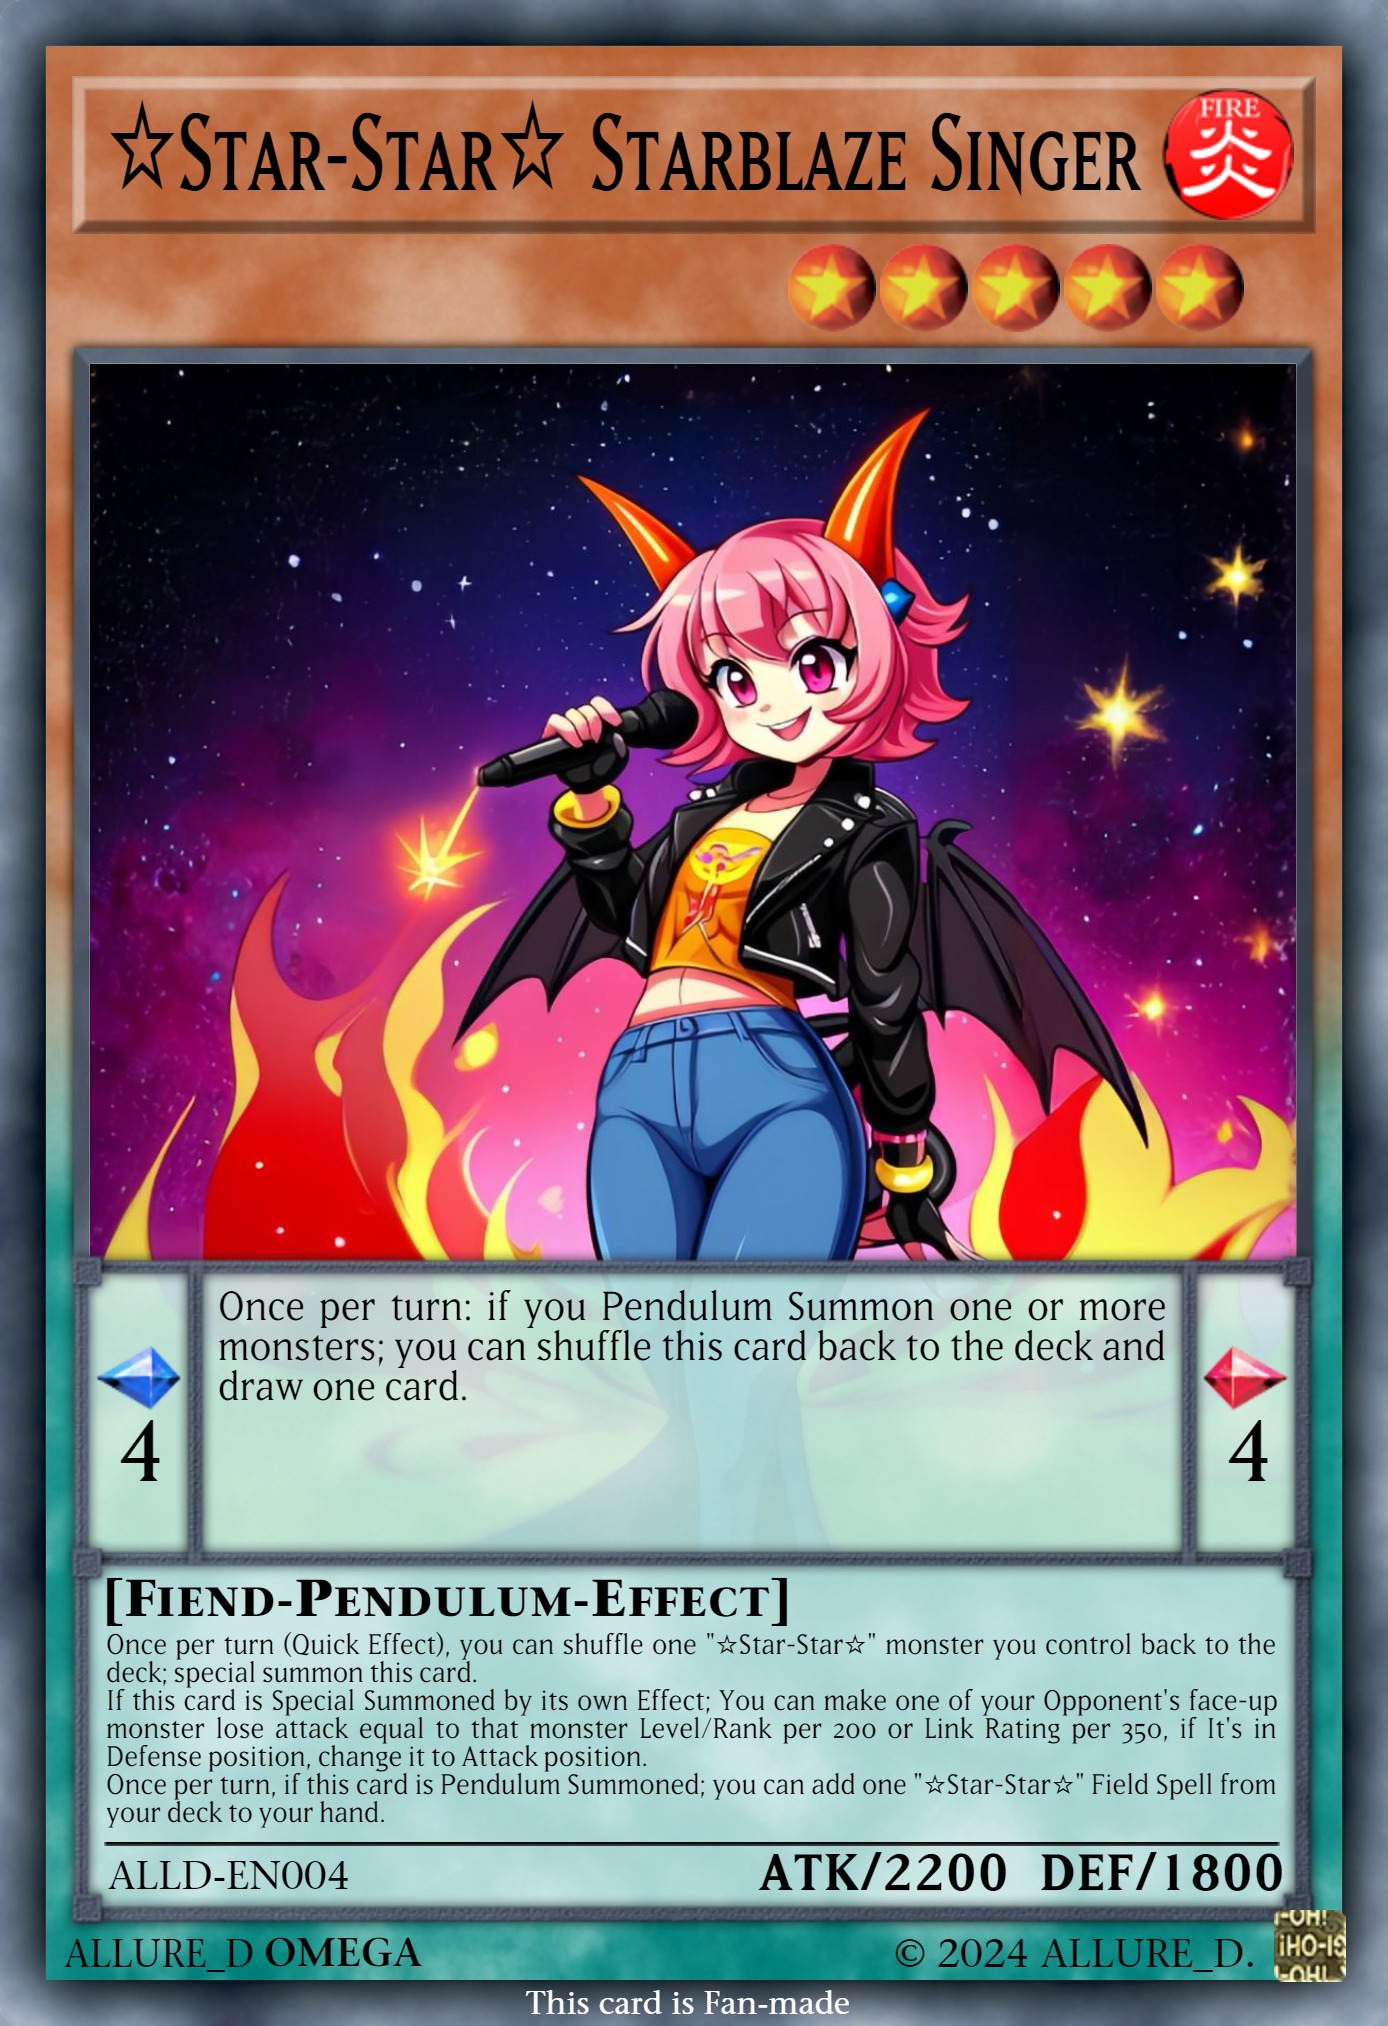 ☆Star-Star☆ Starblaze Singer
FIRE
炎
Once per turn: if you Pendulum Summon one or more
monsters; you can shuffle this card back to the deck and
draw one card.
4
4
[Fiend-Pendulum-Effect]
Once per turn (Quick Effect), you can shuffle one "☆Star-Star☆" monster you control back to the
deck; special summon this card.
If this card is Special Summoned by its own Effect; You can make one of your Opponent's face-up
monster lose attack equal to that monster Level/Rank per 200 or Link Rating per 350, if It's in
Defense position, change it to Attack position.
Once per turn, if this card is Pendulum Summoned; you can add one "☆Star-Star☆" Field Spell from
your deck to your hand.
ALLD-EN004
ATK/2200 DEF/1800
ALLURE_D OMEGA
© 2024 ALLURE_D.
This card is Fan-made